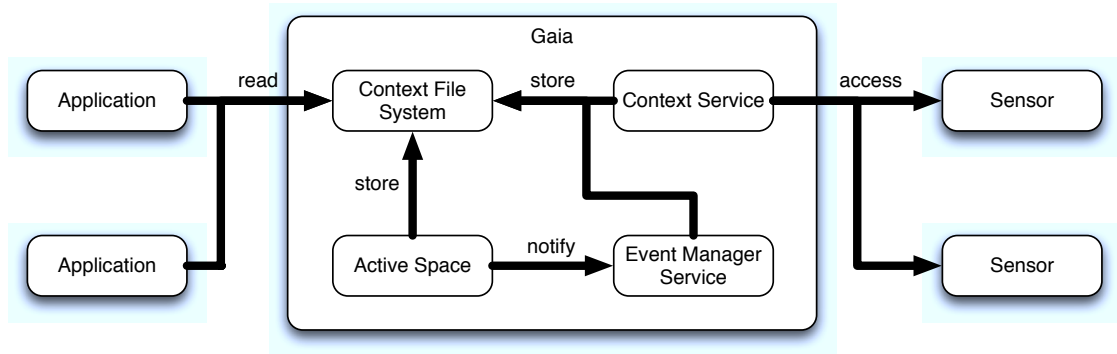 Gaia
Application
read
Context File
System
store
Context Service
access
Sensor
store
Application
Active Space
notify
Event Manager
Service
Sensor